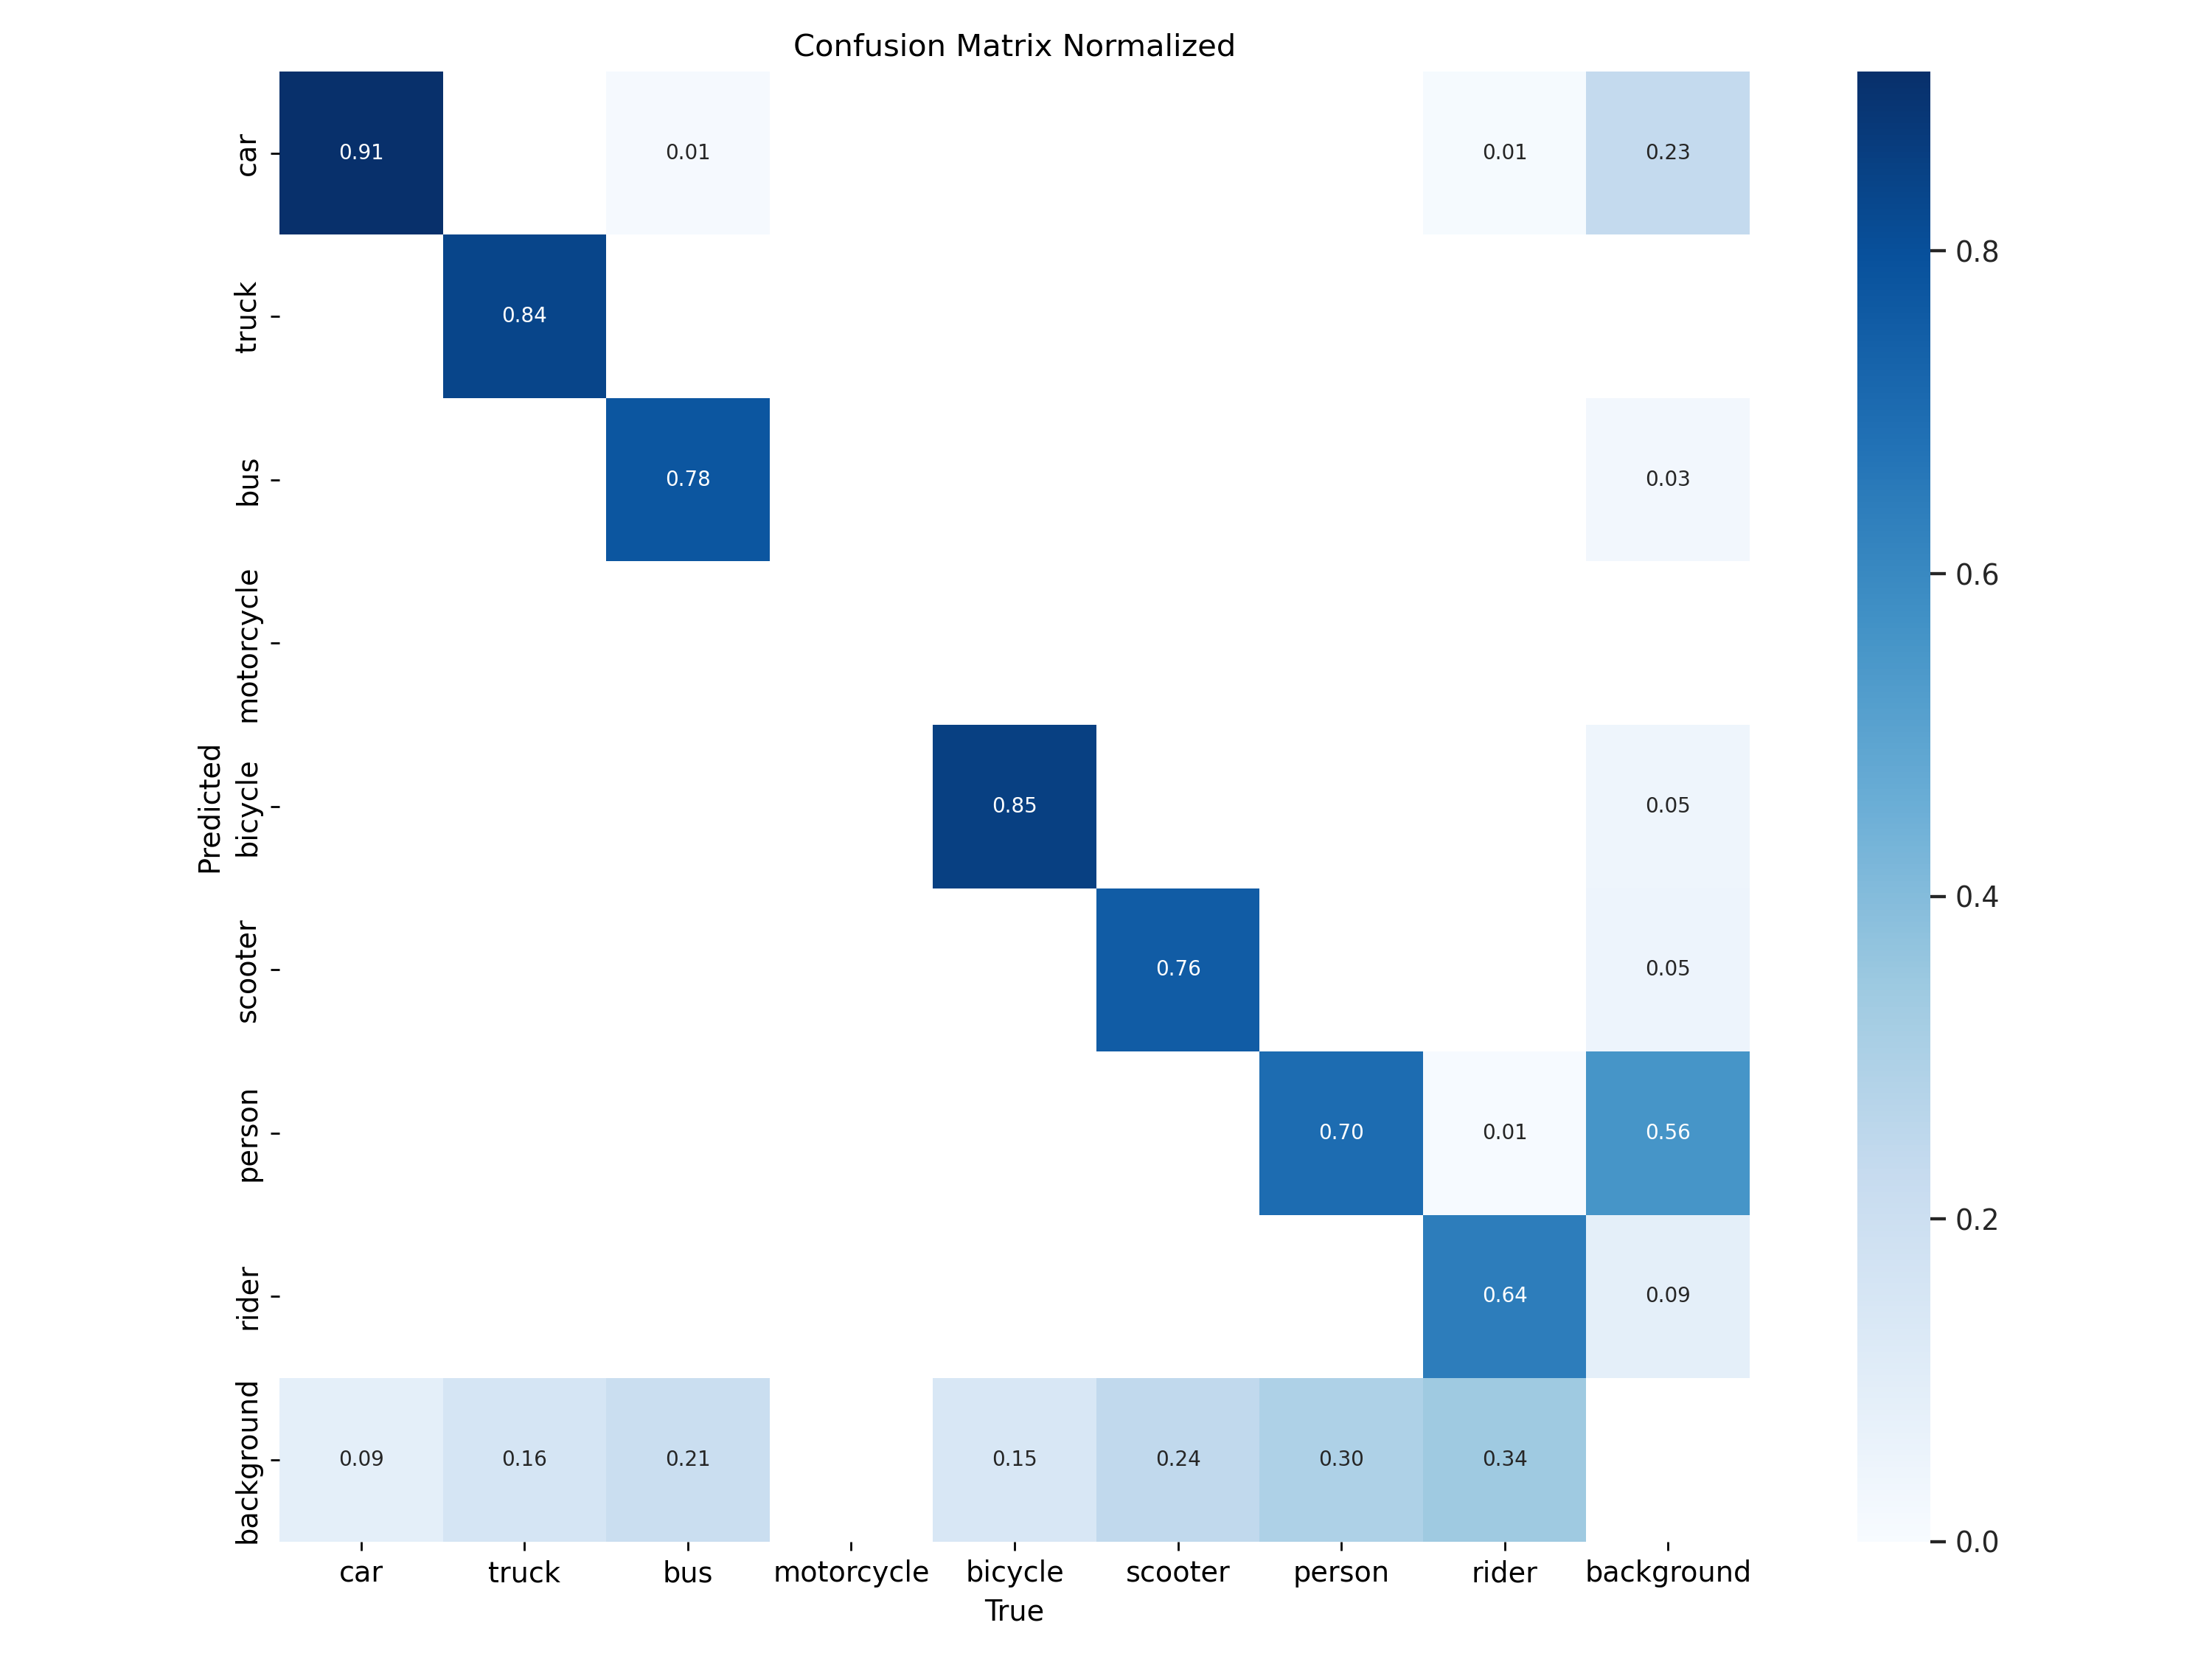 Confusion Matrix Normalized
car
0.91
0.01
0.01
0.23
truck
0.84
bus
0.78
0.03
motorcycle
bicycle
0.85
0.05
scooter
0.76
0.05
person
0.70
0.01
0.56
rider
0.64
0.09
background
0.09
0.16
0.21
0.15
0.24
0.30
0.34
Predicted
car
truck
bus
motorcycle
bicycle
scooter
person
rider
background
True
0.8
0.6
0.4
0.2
0.0